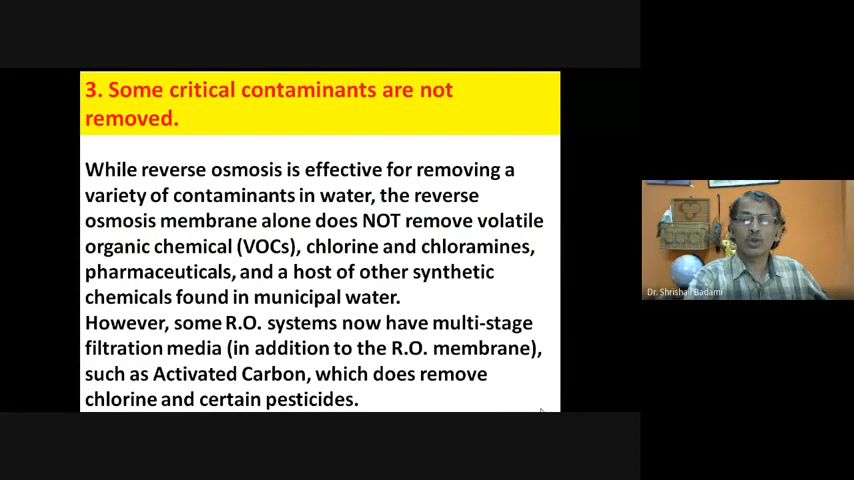 3. Some critical contaminants are not
removed.
While reverse osmosis is effective for removing a
variety of contaminants in water, the reverse
osmosis membrane alone does NOT remove volatile
organic chemical (VOCs), chlorine and chloramines,
pharmaceuticals, and a host of other synthetic
chemicals found in municipal water.
However, some R.O. systems now have multi-stage
filtration media (in addition to the R.O. membrane),
such as Activated Carbon, which does remove
chlorine and certain pesticides.
Dr. Shrishail Badami